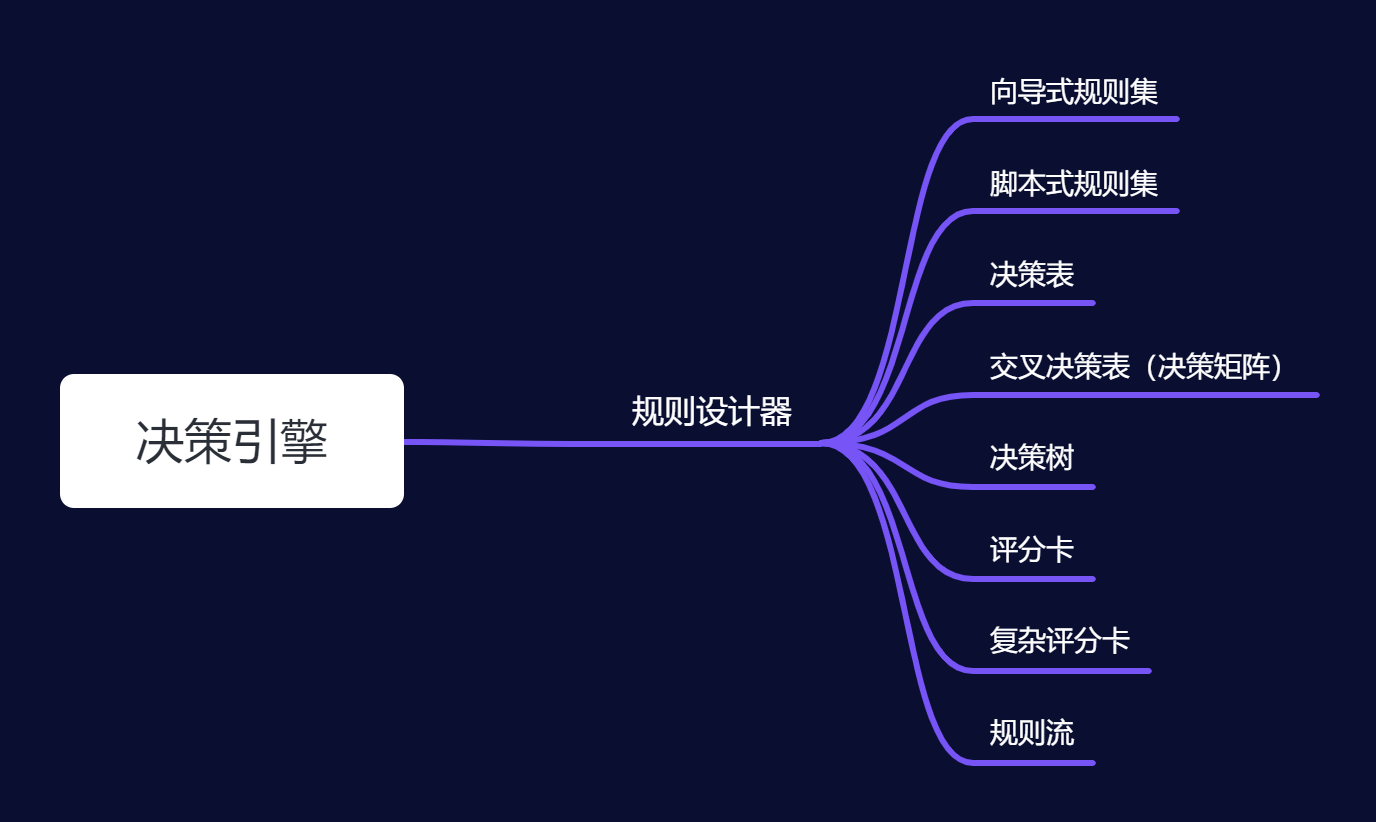 决策引擎
规则设计器
向导式规则集
脚本式规则集
决策表
交叉决策表（决策矩阵）
决策树
评分卡
复杂评分卡
规则流